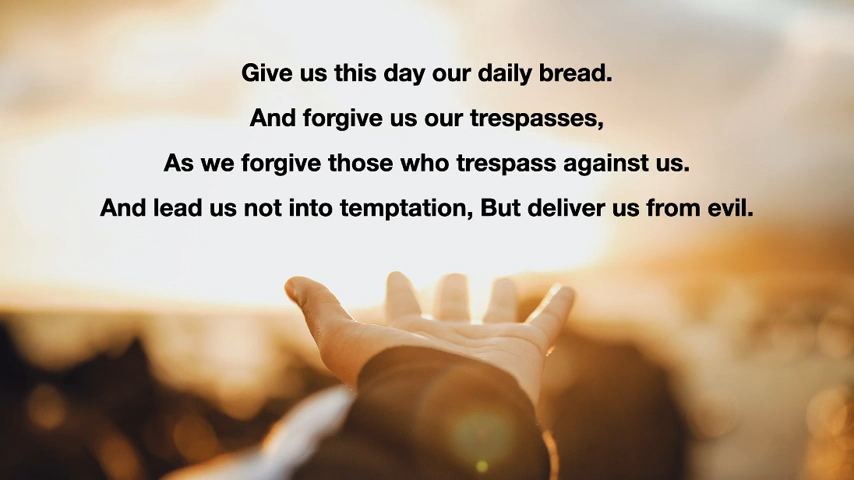 Give us this day our daily bread.
And forgive us our trespasses,
As we forgive those who trespass against us.
And lead us not into temptation, But deliver us from evil.